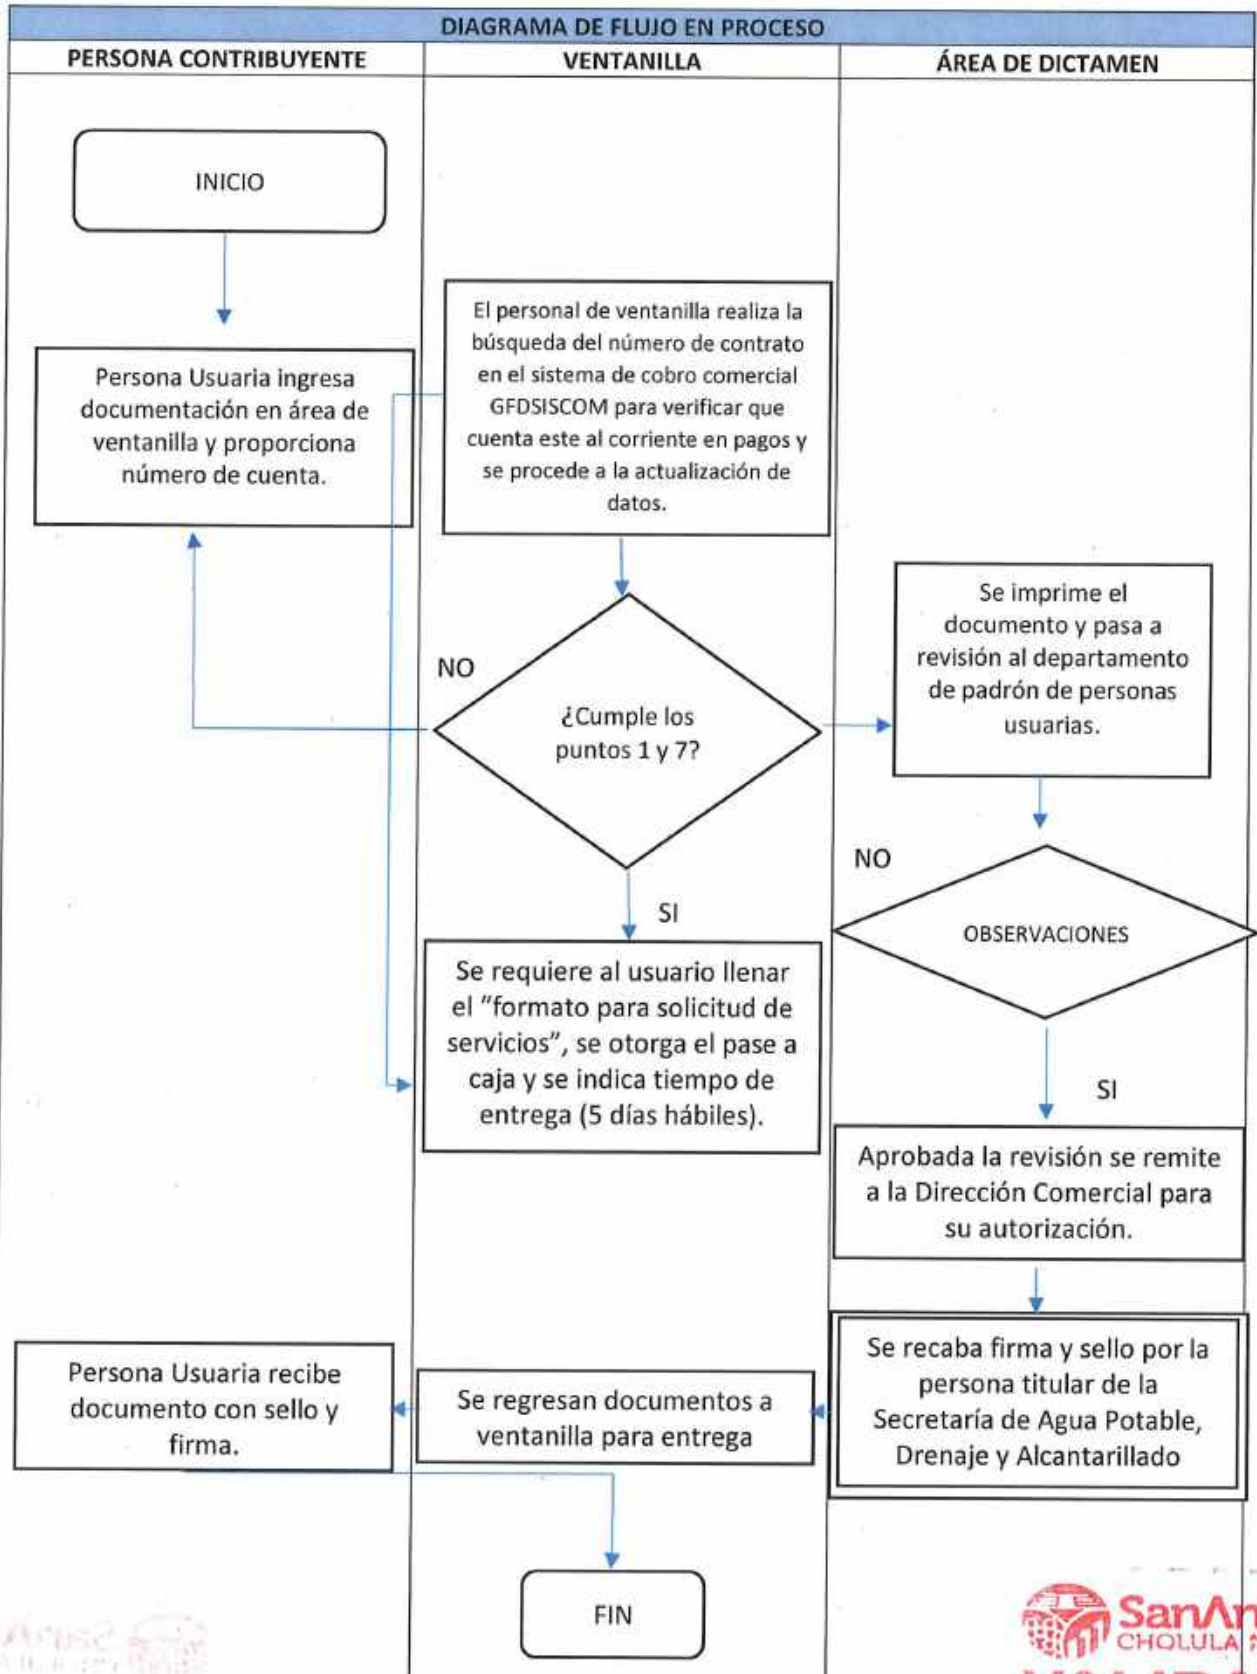 DIAGRAMA DE FLUJO EN PROCESO
PERSONA CONTRIBUYENTE
VENTANILLA
ÁREA DE DICTAMEN
INICIO
Persona Usuaria ingresa
documentación en área de
ventanilla y proporciona
número de cuenta.
El personal de ventanilla realiza la
búsqueda del número de contrato
en el sistema de cobro comercial
GFDSISCOM para verificar que
cuenta este al corriente en pagos y
se procede a la actualización de
datos.
NO
¿Cumple los
puntos 1 y 7?
SI
Se imprime el
documento y pasa a
revisión al departamento
de padrón de personas
usuarias.
NO
OBSERVACIONES
SI
Se requiere al usuario llenar
el "formato para solicitud de
servicios", se otorga el pase a
caja y se indica tiempo de
entrega (5 días hábiles).
Aprobada la revisión se remite
a la Dirección Comercial para
su autorización.
Se recaba firma y sello por la
persona titular de la
Secretaría de Agua Potable,
Drenaje y Alcantarillado
Se regresan documentos a
ventanilla para entrega
Persona Usuaria recibe
documento con sello y
firma.
FIN
SanAn
CHOLULA